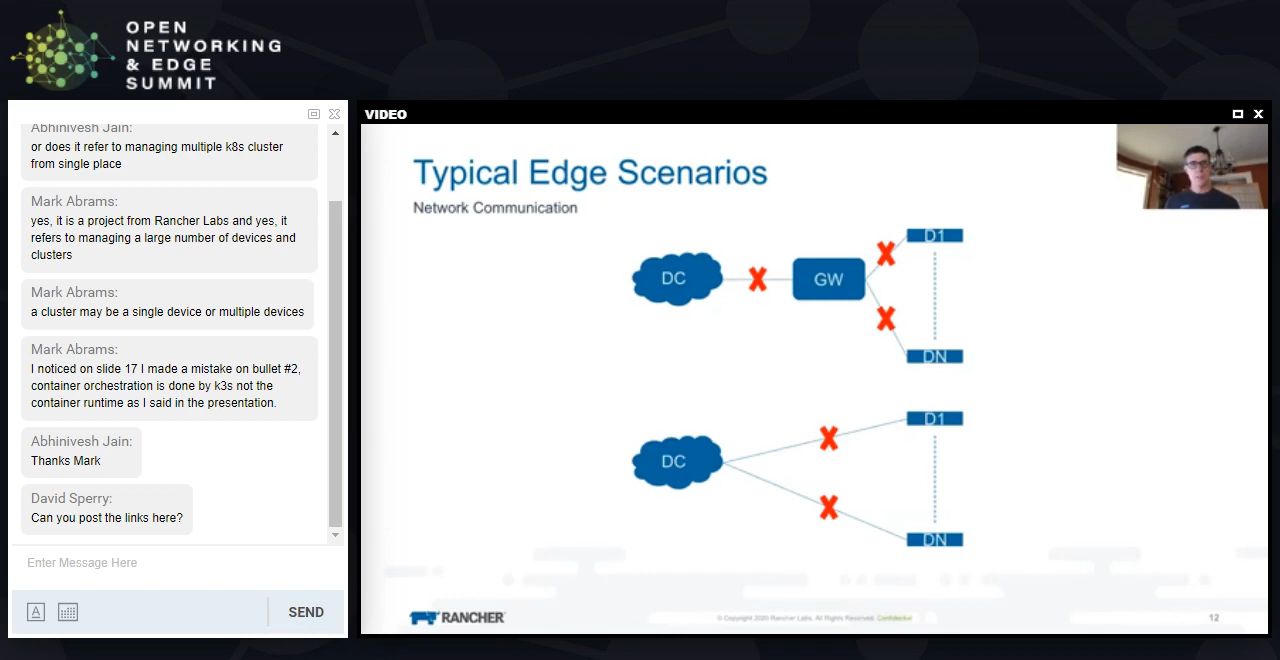 OPEN
NETWORKING
& EDGE
SUMMIT
Abhinivesh Jain:
or does it refer to managing multiple k8s cluster
from single place
Mark Abrams:
yes, it is a project from Rancher Labs and yes, it
refers to managing a large number of devices and
clusters
Mark Abrams:
a cluster may be a single device or multiple devices
Mark Abrams:
I noticed on slide 17 I made a mistake on bullet #2,
container orchestration is done by k3s not the
container runtime as I said in the presentation.
Abhinivesh Jain:
Thanks Mark
David Sperry:
Can you post the links here?
Enter Message Here
A
SEND
VIDEO
Typical Edge Scenarios
Network Communication
DC
GW
D1
DN
DC
D1
DN
RANCHER
© Copyright 2020 Rancher Labs. All Rights Reserved. Confidential
12